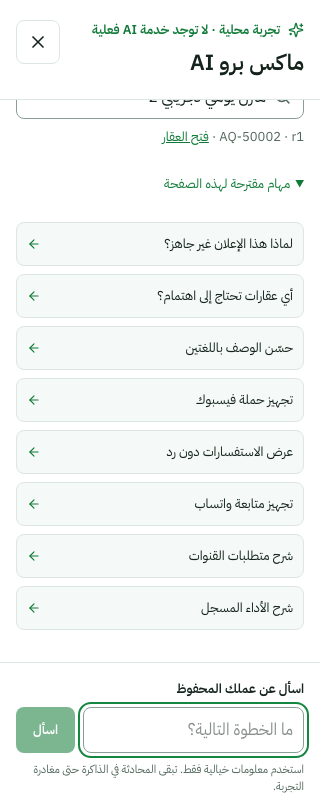 تجربة محلية · لا توجد خدمة AI فعلية
ماكس برو AI
AQ-50002 · r1 · فتح العقار
مهام مقترحة لهذه الصفحة
لماذا هذا الإعلان غير جاهز؟
أي عقارات تحتاج إلى اهتمام؟
حسّن الوصف باللغتين
تجهيز حملة فيسبوك
عرض الاستفسارات دون رد
تجهيز متابعة واتساب
شرح متطلبات القنوات
شرح الأداء المسجل
اسأل عن عملك المحفوظ
ما الخطوة التالية؟
اسأل
استخدم معلومات خيالية فقط. تبقى المحادثة في الذاكرة حتى مغادرة
التجربة.